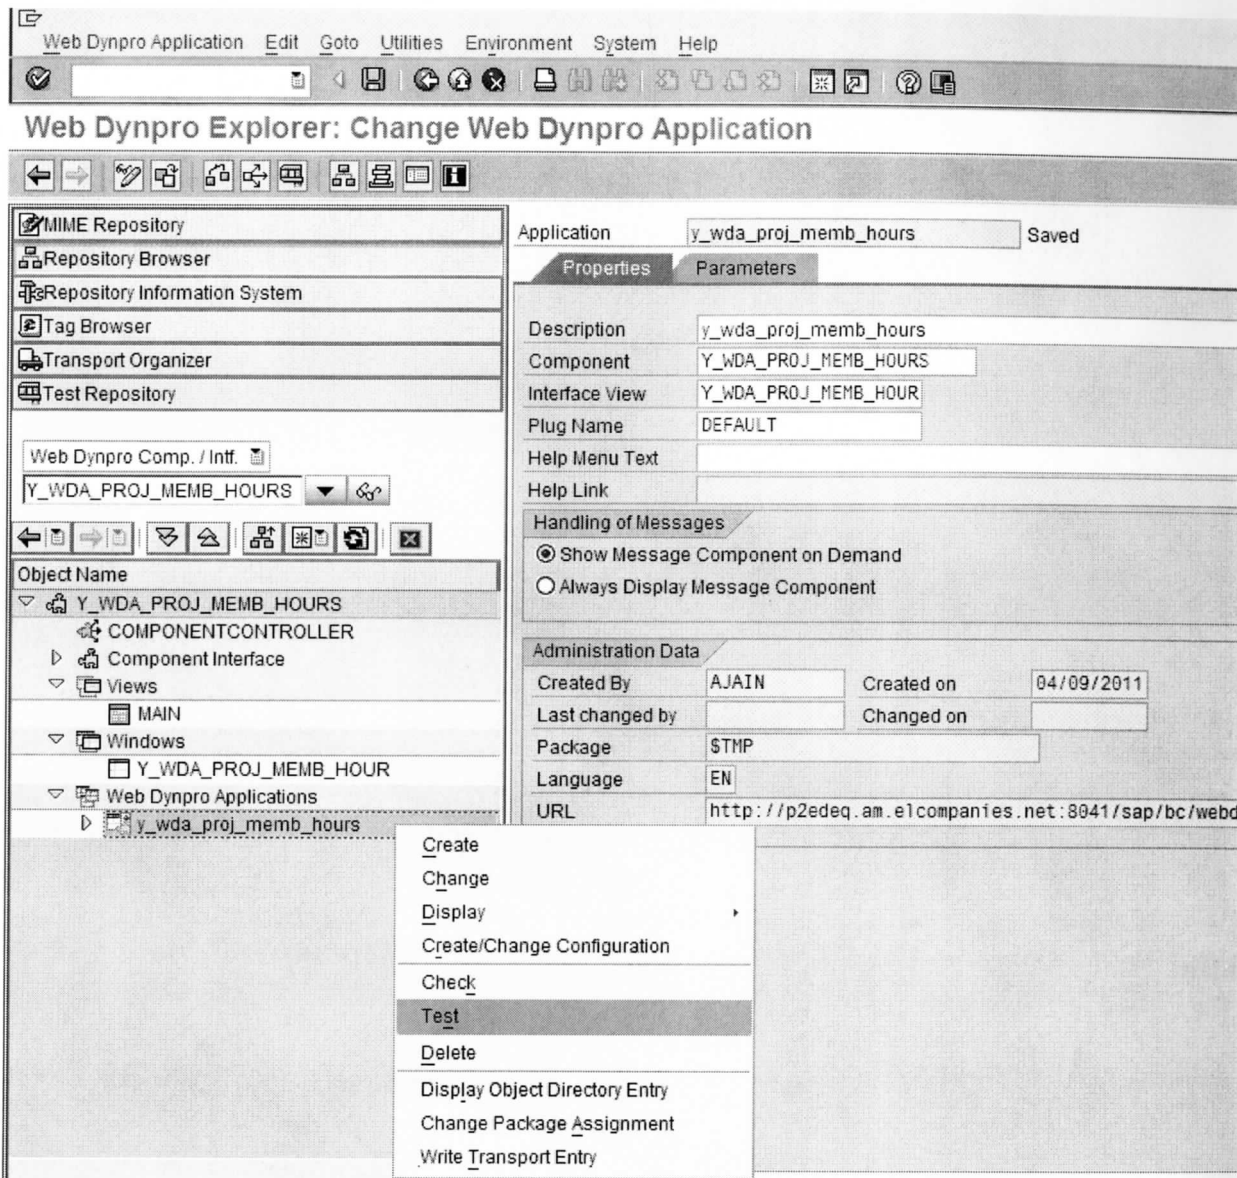 Web Dynpro Application Edit Goto Utilities Environment System Help
Web Dynpro Explorer: Change Web Dynpro Application
MIME Repository
Repository Browser
Repository Information System
Tag Browser
Transport Organizer
Test Repository
Web Dynpro Comp. / Intf.
Y_WDA_PROJ_MEMB_HOURS
Object Name
Y_WDA_PROJ_MEMB_HOURS
COMPONENTCONTROLLER
Component Interface
Views
MAIN
Windows
Y_WDA_PROJ_MEMB_HOUR
Web Dynpro Applications
y_wda_proj_memb_hours
Application y_wda_proj_memb_hours Saved
Properties Parameters
Description y_wda_proj_memb_hours
Component Y_WDA_PROJ_MEMB_HOURS
Interface View Y_WDA_PROJ_MEMB_HOUR
Plug Name DEFAULT
Help Menu Text
Help Link
Handling of Messages
Show Message Component on Demand
Always Display Message Component
Administration Data
Created By AJAIN Created on 04/09/2011
Last changed by Changed on
Package $TMP
Language EN
URL http://p2edeq.am.elcompanies.net:8041/sap/bc/webd
Create
Change
Display
Create/Change Configuration
Check
Test
Delete
Display Object Directory Entry
Change Package Assignment
Write Transport Entry